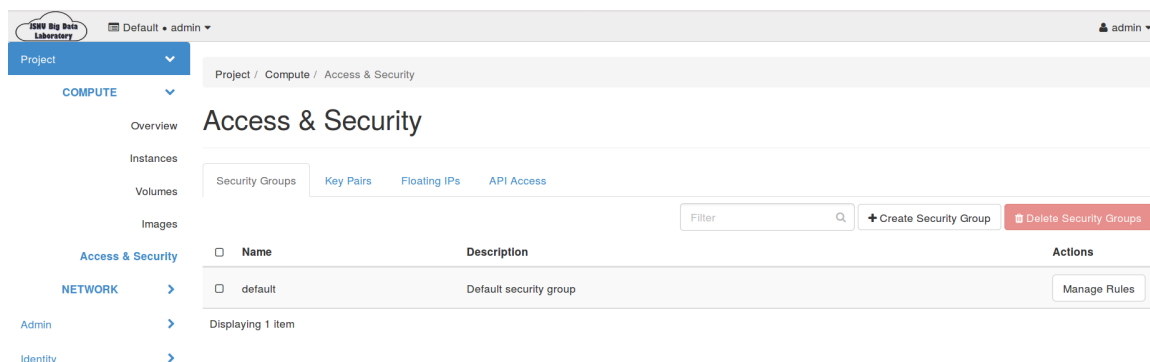 JSNU Big Data
Laboratory
Default • admin
admin
Project
COMPUTE
Overview
Instances
Volumes
Images
Access & Security
NETWORK
Admin
Identity
Project / Compute / Access & Security
Access & Security
Security Groups Key Pairs Floating IPs API Access
Filter + Create Security Group Delete Security Groups
Name Description Actions
default Default security group Manage Rules
Displaying 1 item